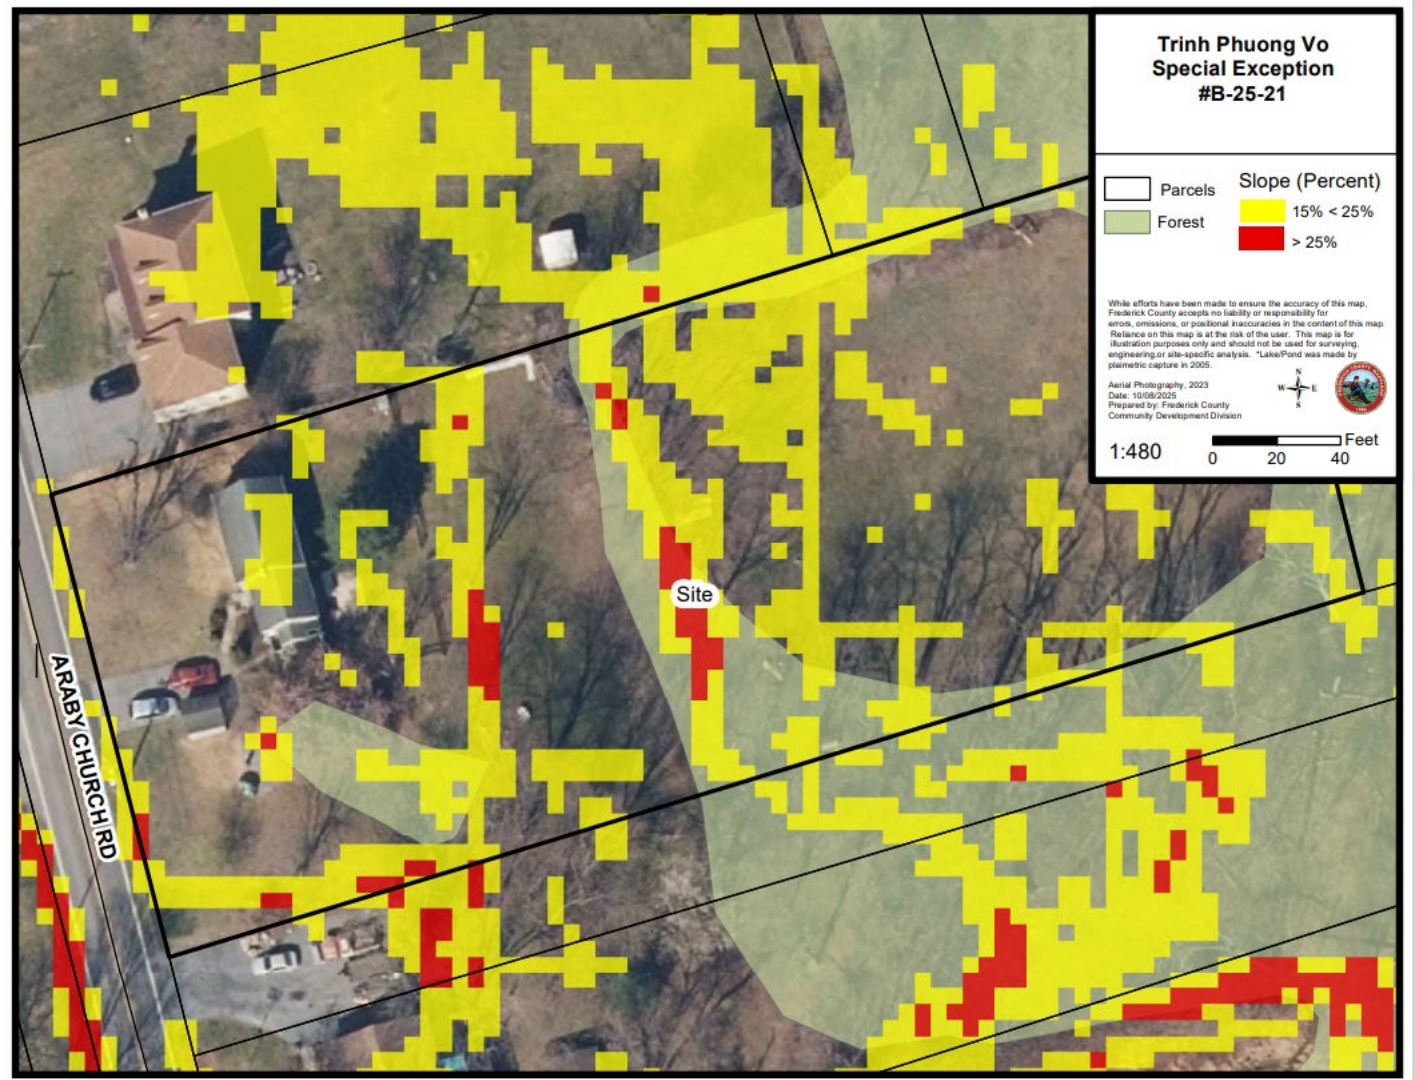 Trinh Phuong Vo
Special Exception
#B-25-21
Parcels
Forest
Slope (Percent)
15% < 25%
> 25%
While efforts have been made to ensure the accuracy of this map,
Frederick County accepts no liability or responsibility for
errors, omissions, or positional inaccuracies in the content of this map.
Reliance on this map is at the risk of the user. This map is for
illustration purposes only and should not be used for surveying,
engineering,or site-specific analysis. *Lake/Pond was made by
plaimetric capture in 2005.
Aerial Photography, 2023
Date: 10/08/2025
Prepared by: Frederick County
Community Development Division
N
W E
S
1:480
Feet
0 20 40
Site
ARABY CHURCH RD